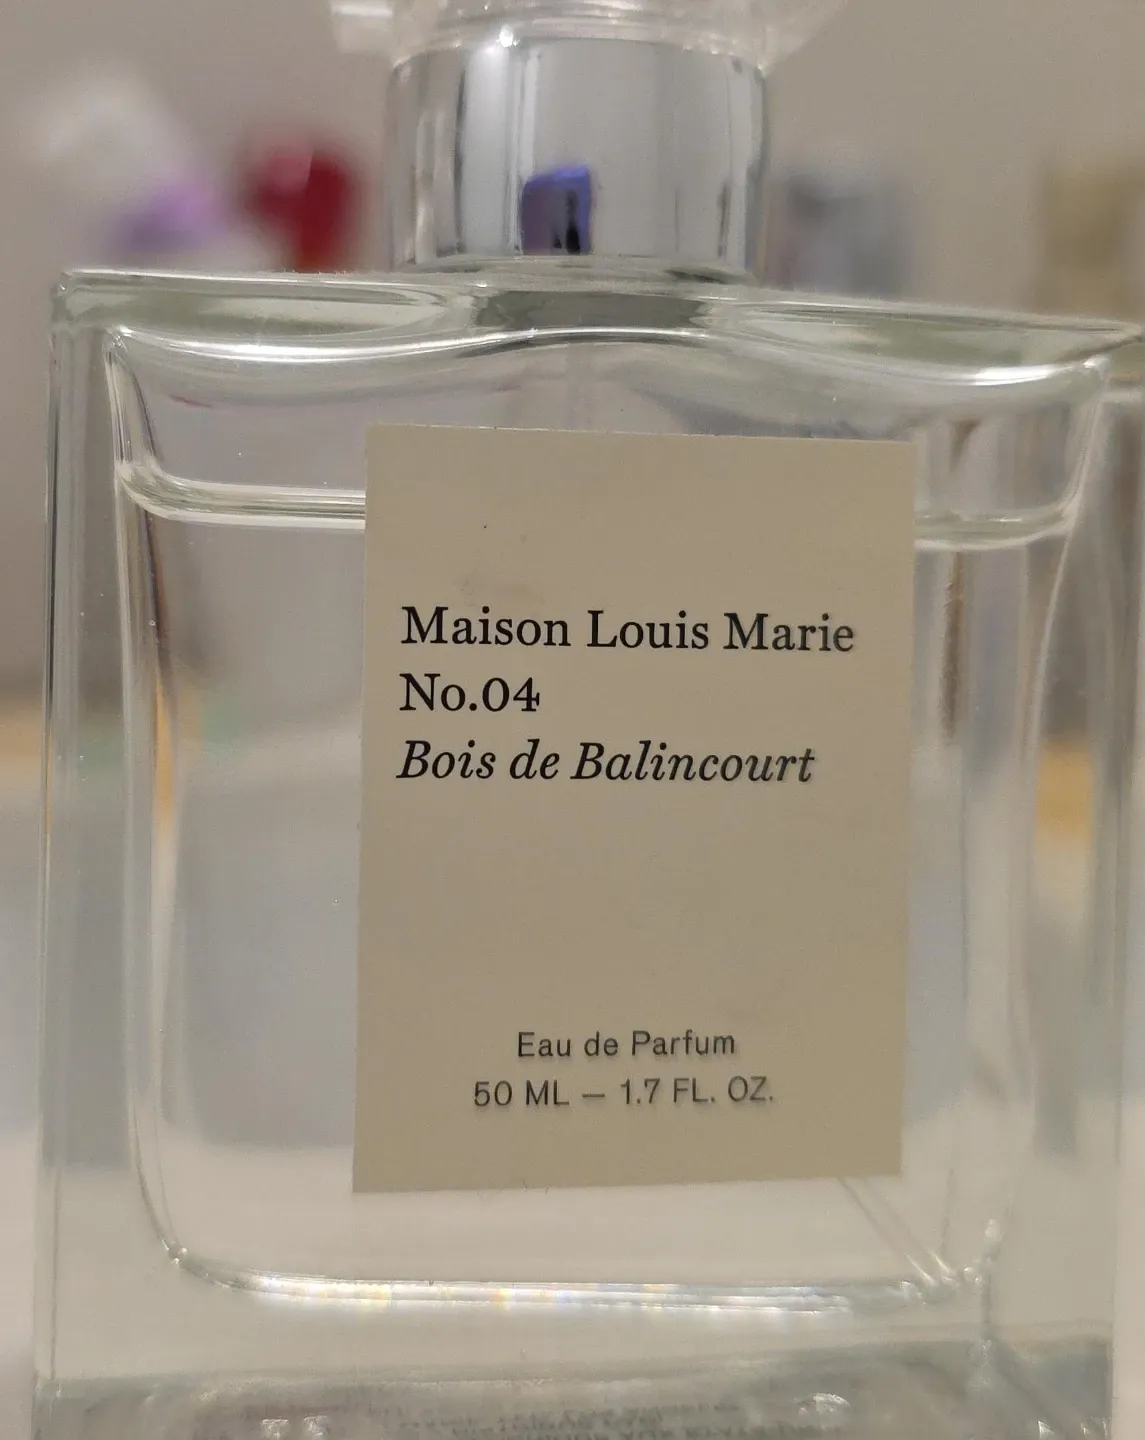 Maison Louis Marie
No.04
Bois de Balincourt
Eau de Parfum
50 ML – 1.7 FL. OZ.